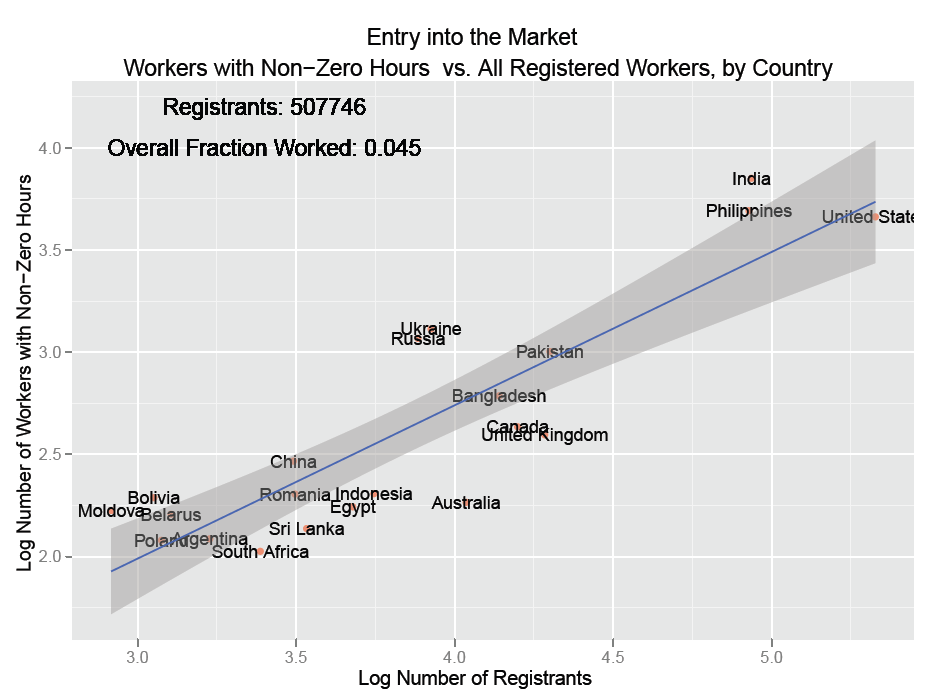 Entry into the Market
Workers with Non−Zero Hours  vs. All Registered Workers, by Country
Registrants: 507746
Overall Fraction Worked: 0.045
Log Number of Workers with Non−Zero Hours
4.0
3.5
3.0
2.5
2.0
India
Philippines
United State
Ukraine
Russia
Pakistan
Bangladesh
Canada
United Kingdom
China
Romania
Indonesia
Bolivia
Egypt
Australia
Moldova
Belarus
Sri Lanka
Poland
Argentina
South Africa
3.0
3.5
4.0
4.5
5.0
Log Number of Registrants